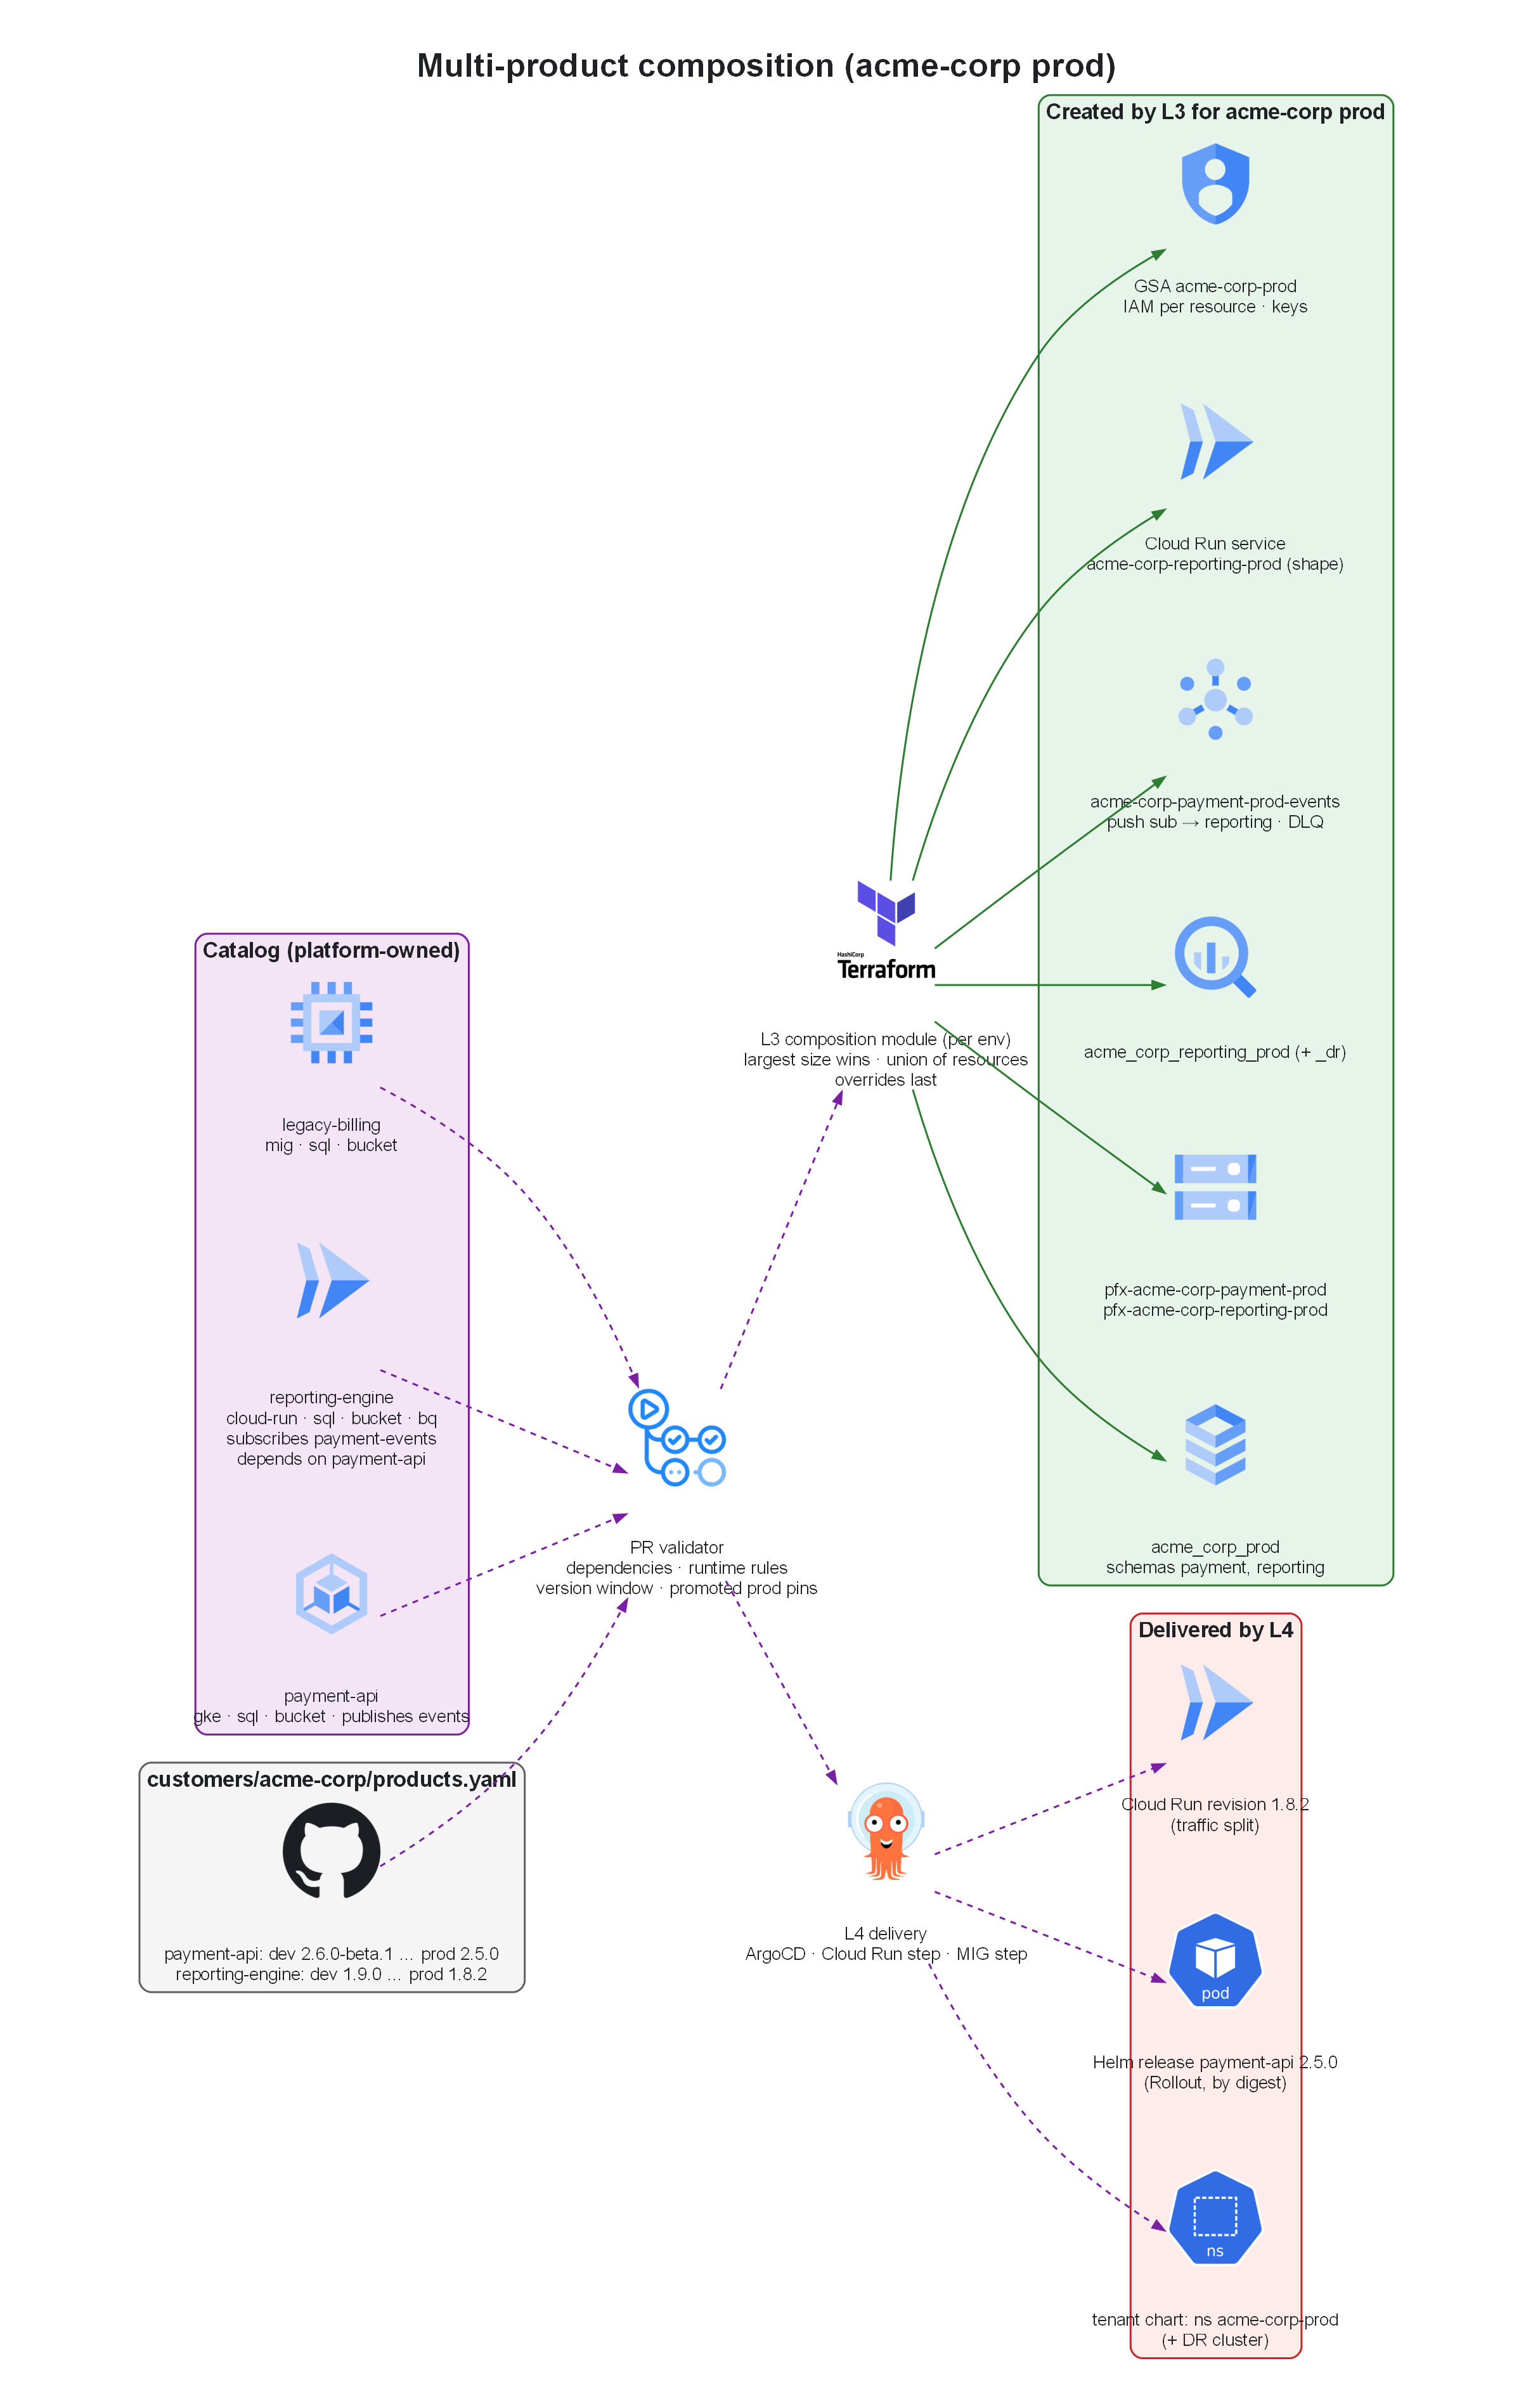 Multi-product composition (acme-corp prod)
Created by L3 for acme-corp prod
GSA acme-corp-prod
IAM per resource · keys
Cloud Run service
acme-corp-reporting-prod (shape)
acme-corp-payment-prod-events
push sub → reporting · DLQ
acme_corp_reporting_prod (+ _dr)
pfx-acme-corp-payment-prod
pfx-acme-corp-reporting-prod
acme_corp_prod
schemas payment, reporting
HashiCorp
Terraform
L3 composition module (per env)
largest size wins · union of resources
overrides last
Catalog (platform-owned)
legacy-billing
mig · sql · bucket
reporting-engine
cloud-run · sql · bucket · bq
subscribes payment-events
depends on payment-api
payment-api
gke · sql · bucket · publishes events
PR validator
dependencies · runtime rules
version window · promoted prod pins
customers/acme-corp/products.yaml
payment-api: dev 2.6.0-beta.1 ... prod 2.5.0
reporting-engine: dev 1.9.0 ... prod 1.8.2
L4 delivery
ArgoCD · Cloud Run step · MIG step
Delivered by L4
Cloud Run revision 1.8.2
(traffic split)
pod
Helm release payment-api 2.5.0
(Rollout, by digest)
ns
tenant chart: ns acme-corp-prod
(+ DR cluster)